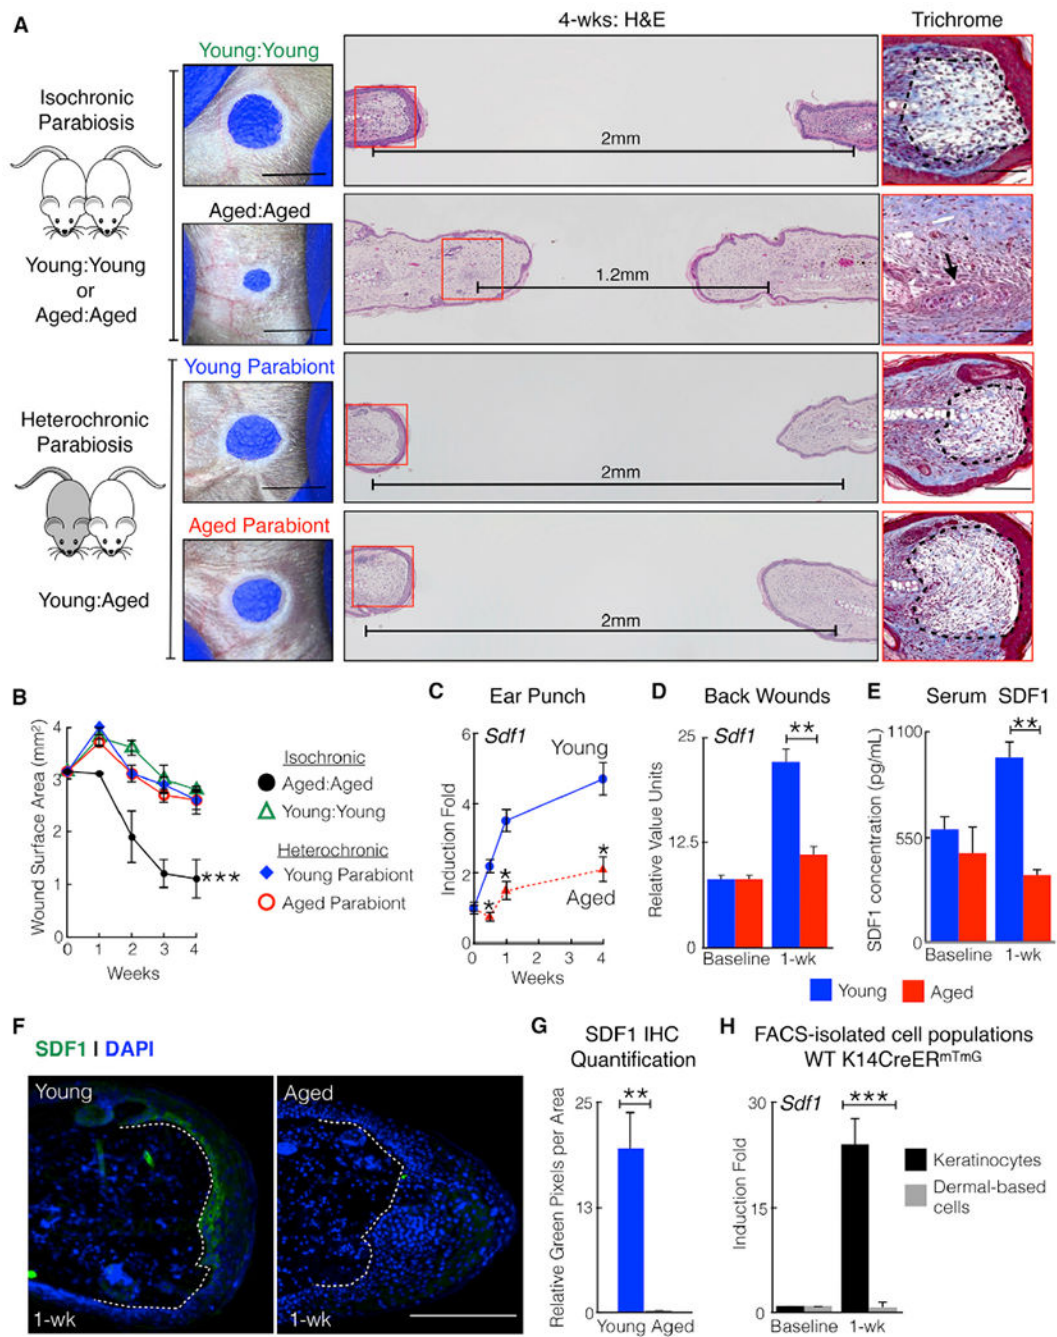 A
4-wks: H&E
Trichrome
Young:Young
Isochronic
Parabiosis
2mm
Aged:Aged
Young:Young
or
Aged:Aged
1.2mm
Young Parabiont
Heterochronic
Parabiosis
2mm
Aged Parabiont
Young:Aged
2mm
B
Wound Surface Area (mm²)
4
3
2
1
0
0 1 2 3 4
Weeks
***
Isochronic
Aged:Aged
Young:Young
Heterochronic
Young Parabiont
Aged Parabiont
C
Ear Punch
Sdf1
Young
Aged
Induction Fold
6
4
2
0
* * *
0 1 2 3 4
Weeks
D
Back Wounds
Sdf1
**
Relative Value Units
25
12.5
0
Baseline 1-wk
E
Serum SDF1
**
SDF1 concentration (pg/mL)
1100
550
0
Baseline 1-wk
Young Aged
F
SDF1 I DAPI
Young
1-wk
Aged
1-wk
G
SDF1 IHC
Quantification
**
Relative Green Pixels per Area
25
13
0
Young Aged
H
FACS-isolated cell populations
WT K14CreERmTmG
Sdf1
***
Induction Fold
30
15
0
Baseline 1-wk
Keratinocytes
Dermal-based
cells